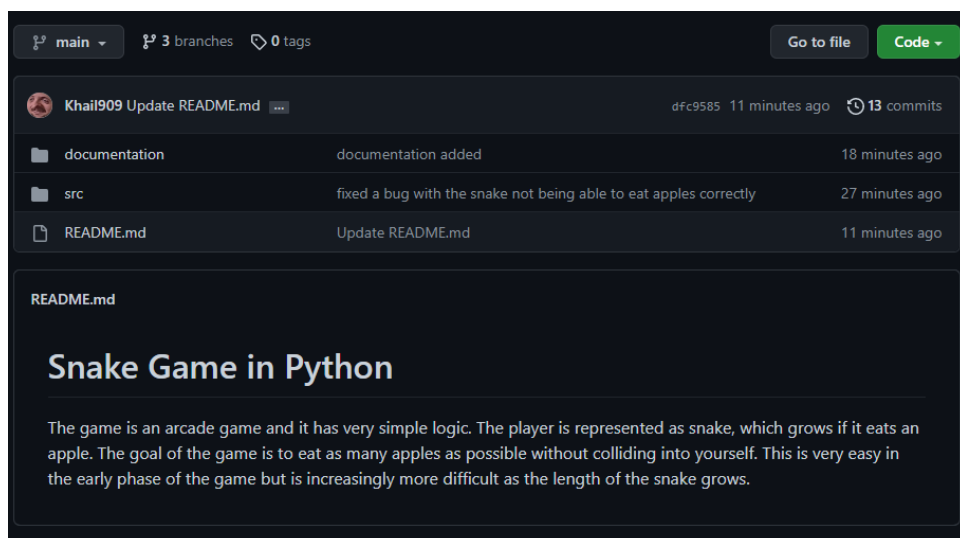 main 3 branches 0 tags Go to file Code
Khail909 Update README.md ... dfc9585 11 minutes ago 13 commits
documentation documentation added 18 minutes ago
src fixed a bug with the snake not being able to eat apples correctly 27 minutes ago
README.md Update README.md 11 minutes ago
README.md
Snake Game in Python
The game is an arcade game and it has very simple logic. The player is represented as snake, which grows if it eats an
apple. The goal of the game is to eat as many apples as possible without colliding into yourself. This is very easy in
the early phase of the game but is increasingly more difficult as the length of the snake grows.